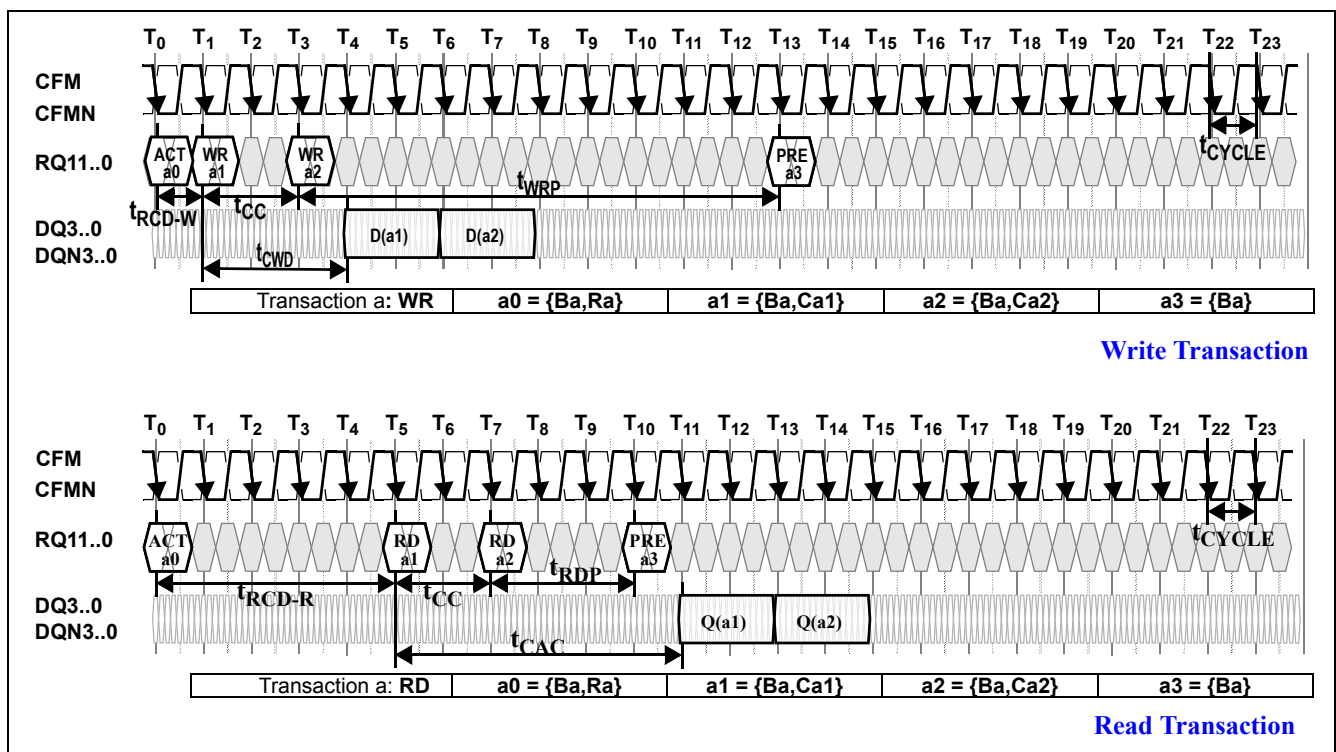 T0 T1 T2 T3 T4 T5 T6 T7 T8 T9 T10 T11 T12 T13 T14 T15 T16 T17 T18 T19 T20 T21 T22 T23
CFM
CFMN
RQ11..0
ACT a0
WR a1
WR a2
PRE a3
tCYCLE
tWRP
tRCD-W
tCC
DQ3..0
DQN3..0
D(a1)
D(a2)
tCWD
Transaction a: WR
a0 = {Ba,Ra}
a1 = {Ba,Ca1}
a2 = {Ba,Ca2}
a3 = {Ba}
Write Transaction
T0 T1 T2 T3 T4 T5 T6 T7 T8 T9 T10 T11 T12 T13 T14 T15 T16 T17 T18 T19 T20 T21 T22 T23
CFM
CFMN
RQ11..0
ACT a0
RD a1
RD a2
PRE a3
tCYCLE
tRCD-R
tCC
tRDP
DQ3..0
DQN3..0
Q(a1)
Q(a2)
tCAC
Transaction a: RD
a0 = {Ba,Ra}
a1 = {Ba,Ca1}
a2 = {Ba,Ca2}
a3 = {Ba}
Read Transaction